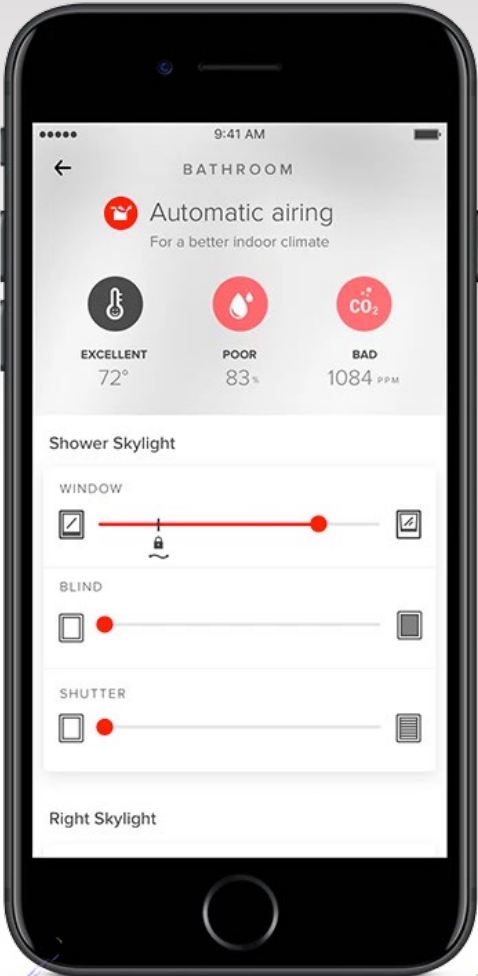 9:41 AM
BATHROOM
Automatic airing
For a better indoor climate
CO₂
EXCELLENT
POOR
BAD
72°
83 %
1084 PPM
Shower Skylight
WINDOW
BLIND
SHUTTER
Right Skylight